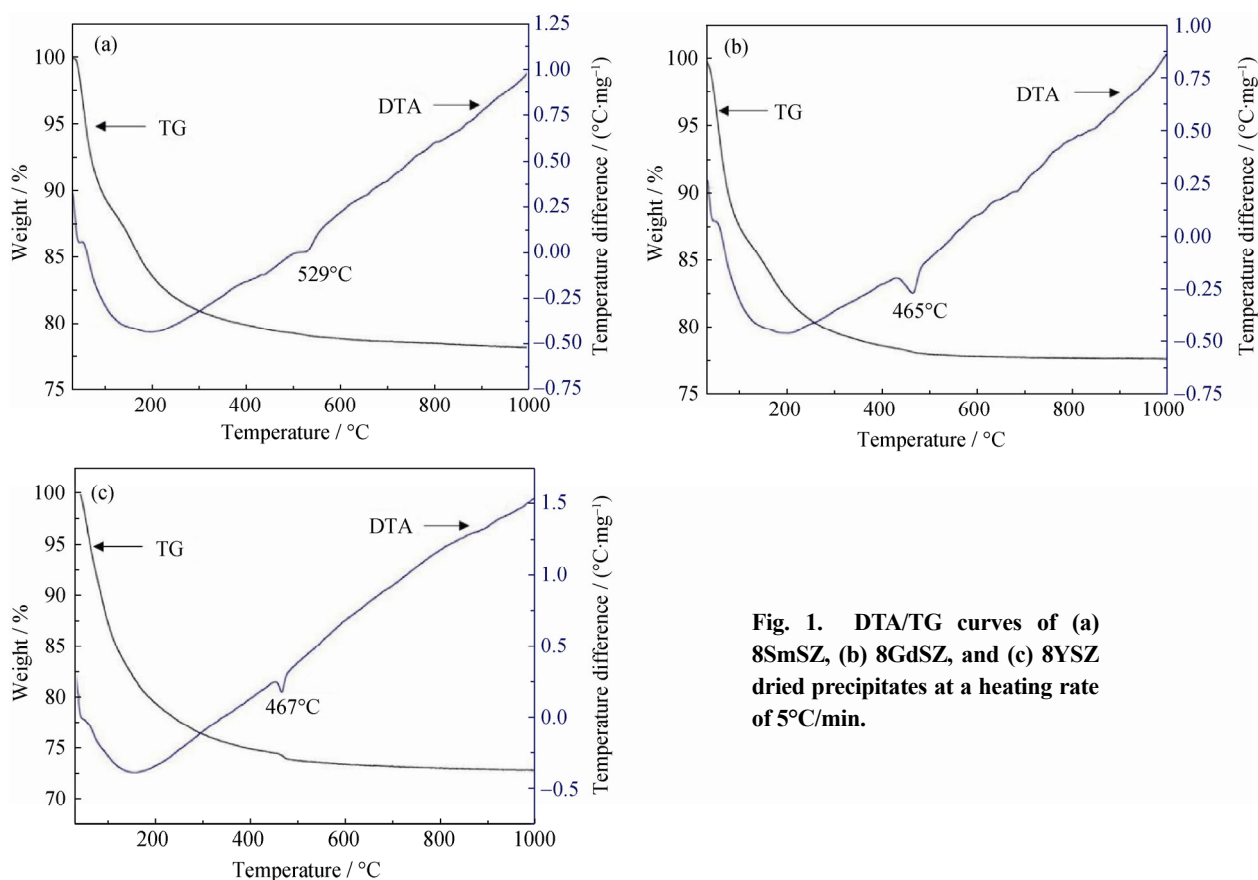 (a)
TG
DTA
529°C
100
95
90
85
80
75
Weight / %
200
400
600
800
1000
Temperature / °C
1.25
1.00
0.75
0.50
0.25
0.00
−0.25
−0.50
−0.75
Temperature difference / (°C·mg⁻¹)
(b)
TG
DTA
465°C
100
95
90
85
80
75
Weight / %
200
400
600
800
1000
Temperature / °C
1.00
0.75
0.50
0.25
0.00
−0.25
−0.50
−0.75
Temperature difference / (°C·mg⁻¹)
(c)
TG
DTA
467°C
100
95
90
85
80
75
70
Weight / %
200
400
600
800
1000
Temperature / °C
1.5
1.0
0.5
0.0
−0.5
Temperature difference / (°C·mg⁻¹)
Fig. 1. DTA/TG curves of (a)
8SmSZ, (b) 8GdSZ, and (c) 8YSZ
dried precipitates at a heating rate
of 5°C/min.